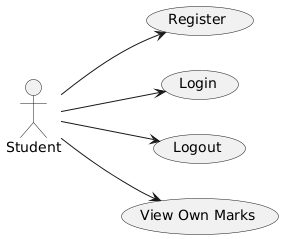 Register
Login
Student
Logout
View Own Marks